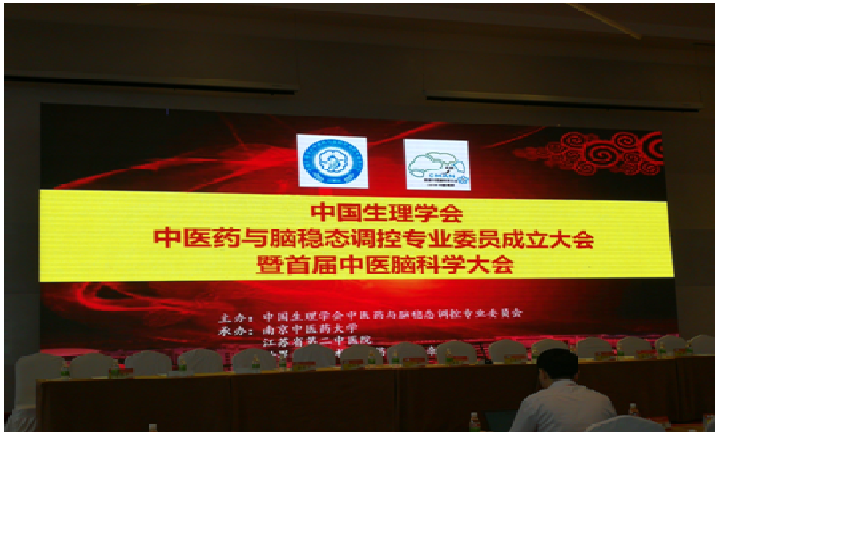 中国生理学会
中医药与脑稳态调控专业委员成立大会
暨首届中医脑科学大会
主办：中国生理学会中医药与脑稳态调控专业委员会
承办：南京中医药大学
江苏省第二中医院